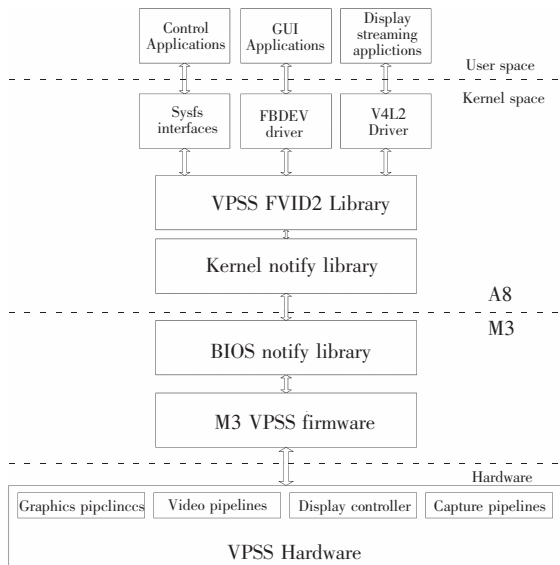 Control
Applications
GUI
Applications
Display
streaming
applictions
User space
Kernel space
Sysfs
interfaces
FBDEV
driver
V4L2
Driver
VPSS FVID2 Library
Kernel notify library
A8
M3
BIOS notify library
M3 VPSS firmware
Hardware
Graphics pipclinccs
Video pipelines
Display controller
Capture pipelines
VPSS Hardware